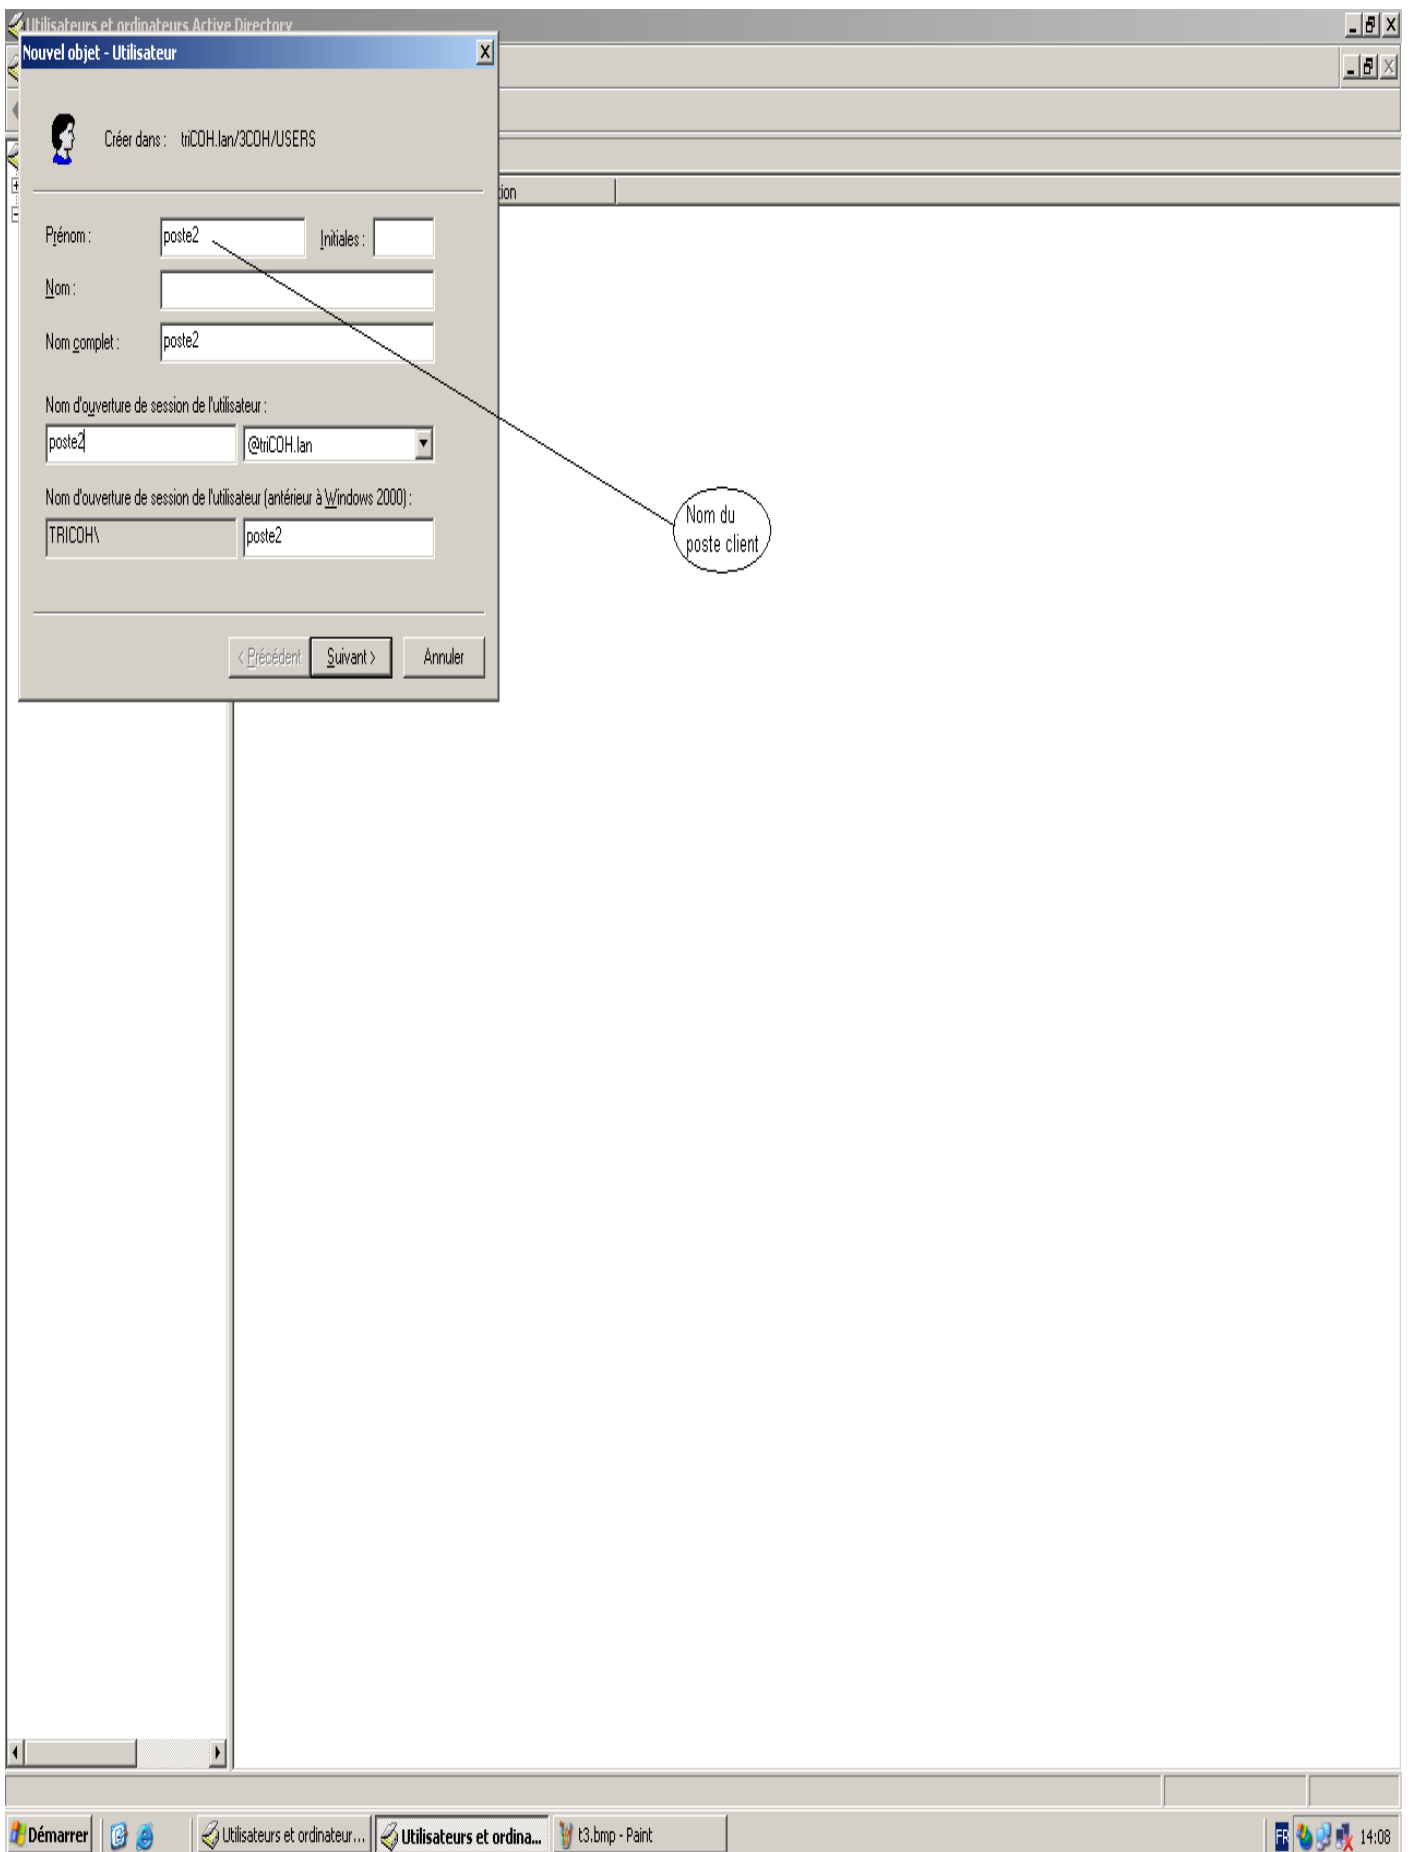 Utilisateurs et ordinateurs Active Directory
Nouvel objet - Utilisateur
Créer dans : triCOH.lan/3COH/USERS
tion
Prénom : poste2 Initiales :
Nom :
Nom complet : poste2
Nom d'ouverture de session de l'utilisateur :
poste2 @triCOH.lan
Nom d'ouverture de session de l'utilisateur (antérieur à Windows 2000) :
TRICOH\ poste2
Nom du
poste client
< Précédent Suivant > Annuler
Démarrer Utilisateurs et ordinateur... Utilisateurs et ordina... t3.bmp - Paint FR 14:08